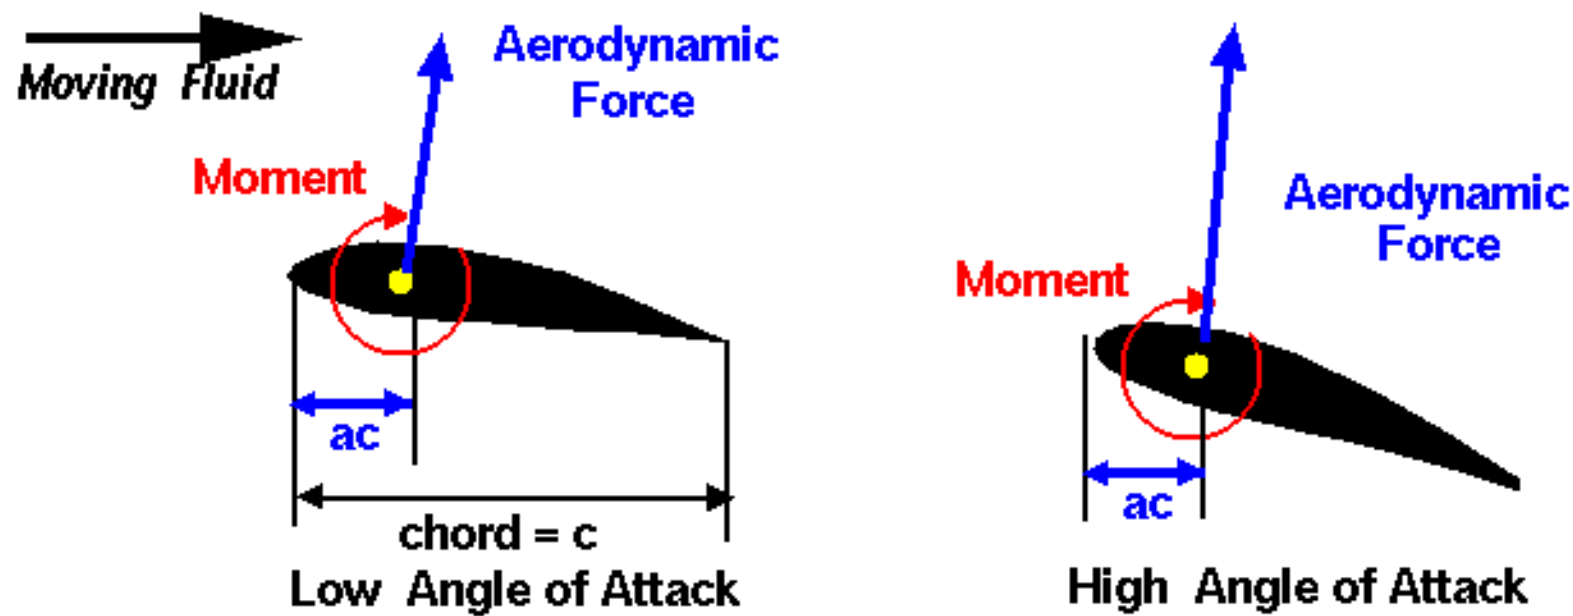 Moving Fluid
Aerodynamic
Force
Moment
ac
chord = c
Low Angle of Attack
Aerodynamic
Force
Moment
ac
High Angle of Attack